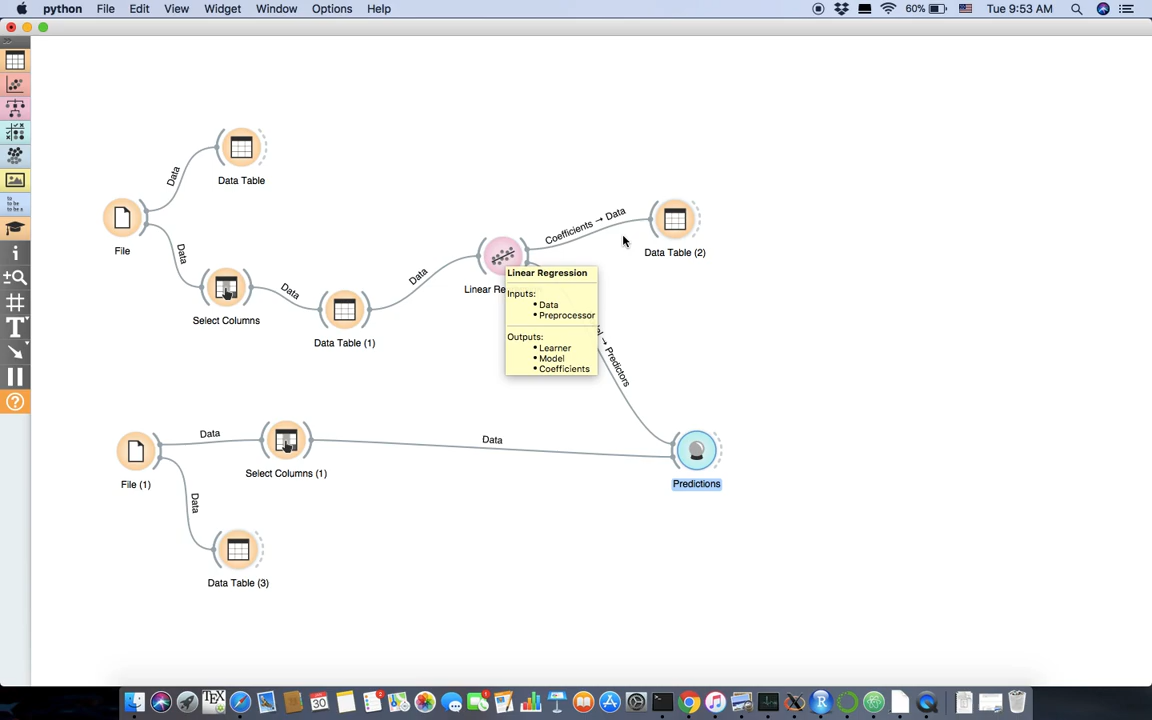 python File Edit View Widget Window Options Help 60% Tue 9:53 AM
Data Table
Data
File
Data
Select Columns
Data
Data Table (1)
Data
Linear Re
Coefficients → Data
Data Table (2)
Linear Regression
Inputs:
• Data
• Preprocessor
Outputs:
• Learner
• Model
• Coefficients
→ Predictors
File (1)
Data
Select Columns (1)
Data
Predictions
Data
Data Table (3)
T
i
?
TEX
30
R